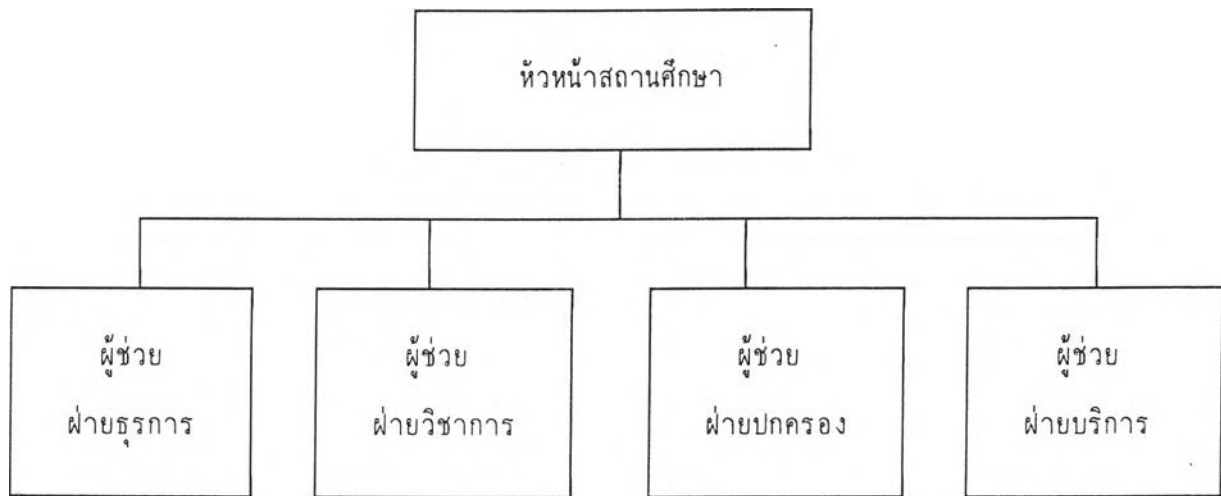 หัวหน้าสถานศึกษา
ผู้ช่วย
ฝ่ายธุรการ
ผู้ช่วย
ฝ่ายวิชาการ
ผู้ช่วย
ฝ่ายปกครอง
ผู้ช่วย
ฝ่ายบริการ